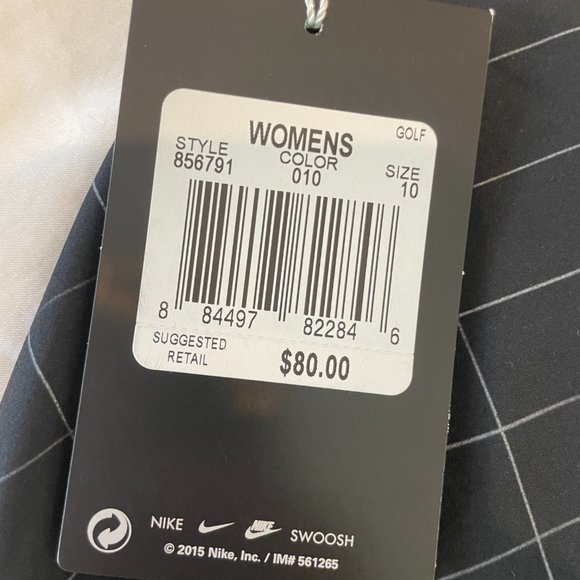 WOMENS GOLF
STYLE COLOR SIZE
856791 010 10
8 84497 82284 6
SUGGESTED
RETAIL $80.00
NIKE NIKE SWOOSH
© 2015 Nike, Inc. / IM# 561265